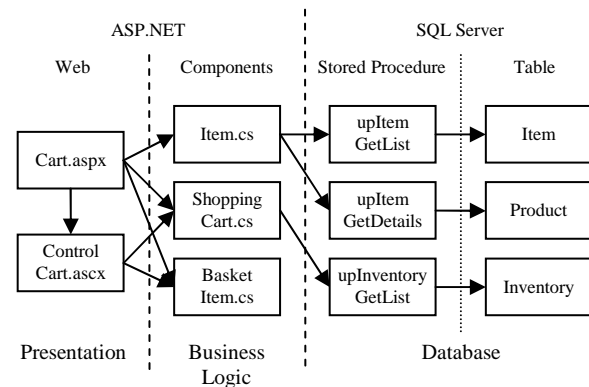 ASP.NET
SQL Server
Web
Components
Stored Procedure
Table
Cart.aspx
Item.cs
upItem
GetList
Item
Shopping
Cart.cs
upItem
GetDetails
Product
Control
Cart.ascx
Basket
Item.cs
upInventory
GetList
Inventory
Presentation
Business
Logic
Database